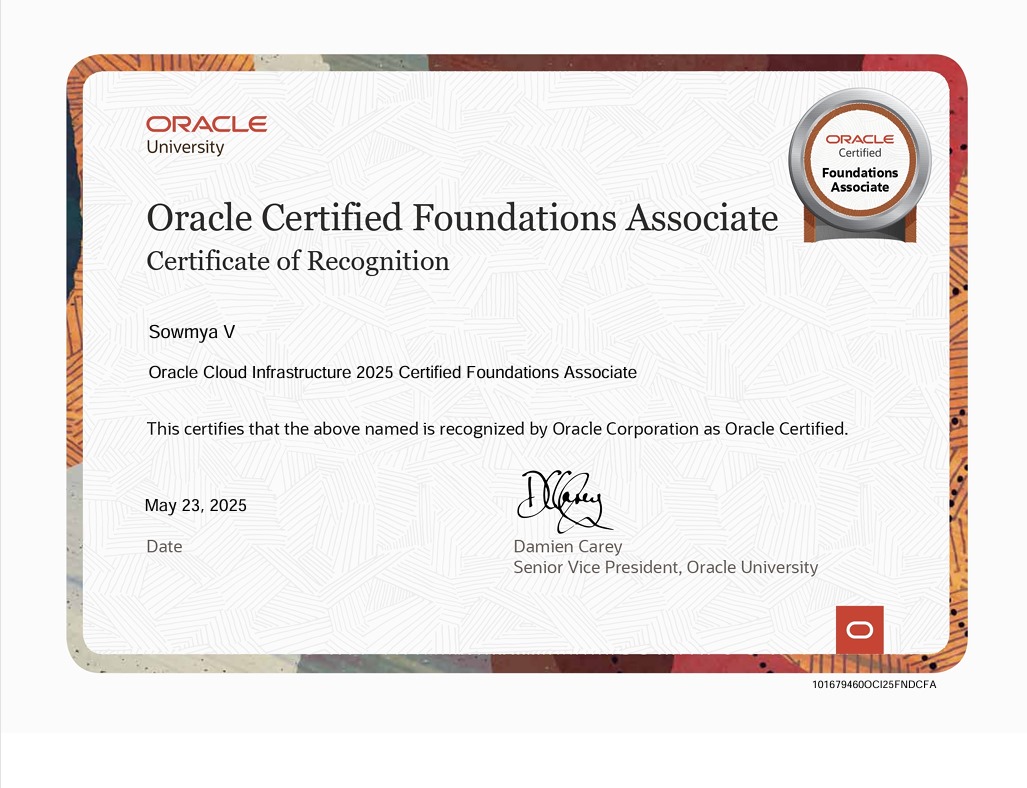 ORACLE
University
ORACLE
Certified
Foundations
Associate
Oracle Certified Foundations Associate
Certificate of Recognition
Sowmya V
Oracle Cloud Infrastructure 2025 Certified Foundations Associate
This certifies that the above named is recognized by Oracle Corporation as Oracle Certified.
May 23, 2025
Date
DCarey
Damien Carey
Senior Vice President, Oracle University
101679460OCI25FNDCFA